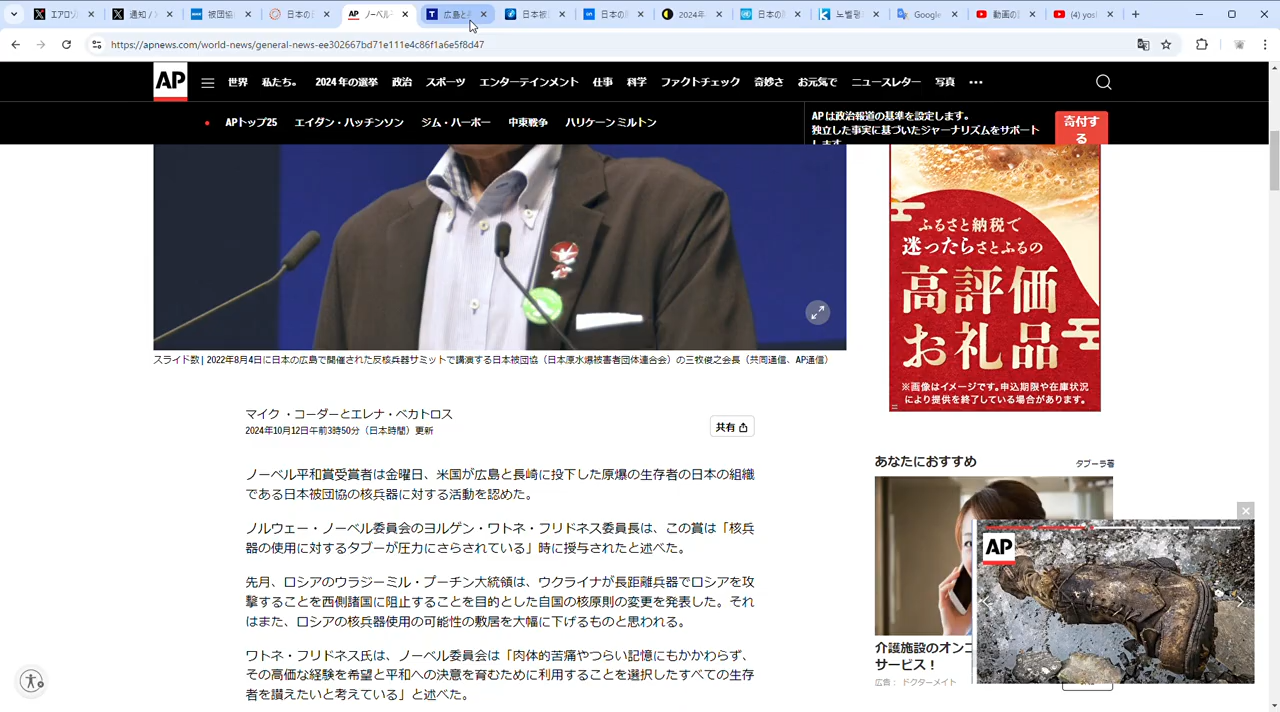 エアロゾ
通知 /
被団協
日本の
AP ノーベル
T 広島と
日本被
日本の
日本の
2024年
노벨평
Google
動画の
(4) yos
https://apnews.com/world-news/general-news-ee302667bd71e111e4c86f1a6e5f8d47
AP
世界 私たち。 2024 年の選挙 政治 スポーツ エンターテインメント 仕事 科学 ファクトチェック 奇妙さ お元気で ニュースレター 写真
APトップ25 エイダン・ハッチンソン ジム・ハーボー 中東戦争 ハリケーン ミルトン
AP は政治報道の基準を設定します。
独立した事実に基づいたジャーナリズムをサポート
します。
寄付す
る
ふるさと納税で
迷ったらさとふるの
高評価
お礼品
※画像はイメージです。申込期限や在庫状況
により提供を終了している場合があります。
スライド数 | 2022年8月4日、日本の広島で開催された反核兵器サミットで講演する日本被団協（日本原水爆被害者団体連合会）の三牧俊之会長（共同通信、AP通信）
マイク・コーダーとエレナ・ベカトロス
2024年10月12日午前3時50分（日本時間）更新
共有
ノーベル平和賞受賞者は金曜日、米国が広島と長崎に投下した原爆の生存者の日本の組織
である日本被団協の核兵器に対する活動を認めた。
ノルウェー・ノーベル委員会のヨルゲン・ワトネ・フリドネス委員長は、この賞は「核兵
器の使用に対するタブーが圧力にさらされている」時に授与されたと述べた。
先月、ロシアのウラジーミル・プーチン大統領は、ウクライナが長距離兵器でロシアを攻
撃することを西側諸国に阻止することを目的とした自国の核原則の変更を発表した。それ
はまた、ロシアの核兵器使用の可能性の敷居を大幅に下げるものと思われる。
ワトネ・フリドネス氏は、ノーベル委員会は「肉体的苦痛やつらい記憶にもかかわらず、
その高価な経験を希望と平和への決意を育むために利用することを選択したすべての生存
者を讃えたいと考えている」と述べた。
あなたにおすすめ
タブーラ著
AP
介護施設のオンコ
サービス！
広告： ドクターメイト